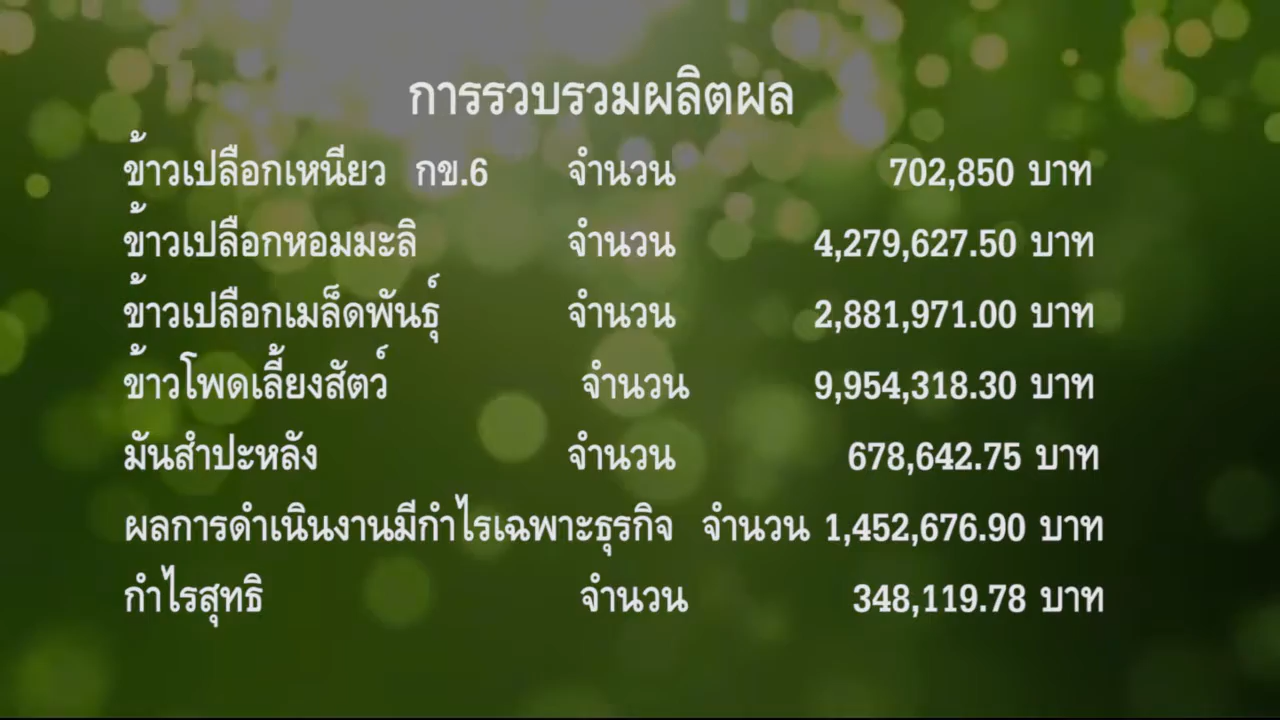 การรวบรวมผลิตผล
ข้าวเปลือกเหนียว กข.6 จำนวน 702,850 บาท
ข้าวเปลือกหอมมะลิ จำนวน 4,279,627.50 บาท
ข้าวเปลือกเมล็ดพันธุ์ จำนวน 2,881,971.00 บาท
ข้าวโพดเลี้ยงสัตว์ จำนวน 9,954,318.30 บาท
มันสำปะหลัง จำนวน 678,642.75 บาท
ผลการดำเนินงานมีกำไรเฉพาะธุรกิจ จำนวน 1,452,676.90 บาท
กำไรสุทธิ จำนวน 348,119.78 บาท